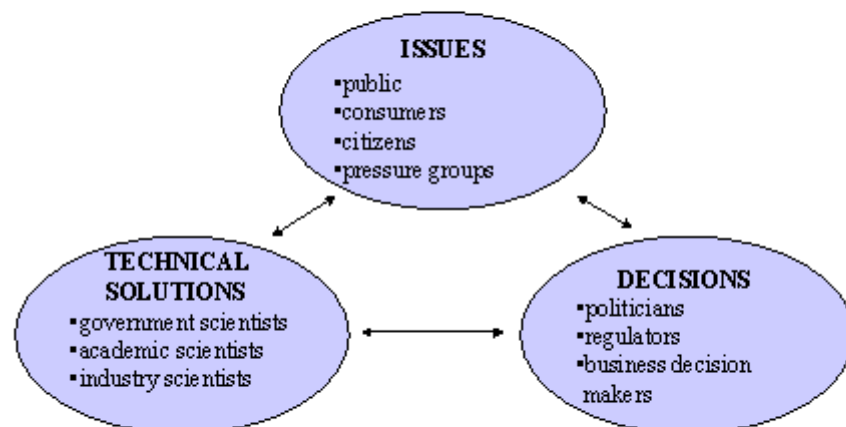 ISSUES
▪public
▪consumers
▪citizens
▪pressure groups
TECHNICAL
SOLUTIONS
▪government scientists
▪academic scientists
▪industry scientists
DECISIONS
▪politicians
▪regulators
▪business decision
makers